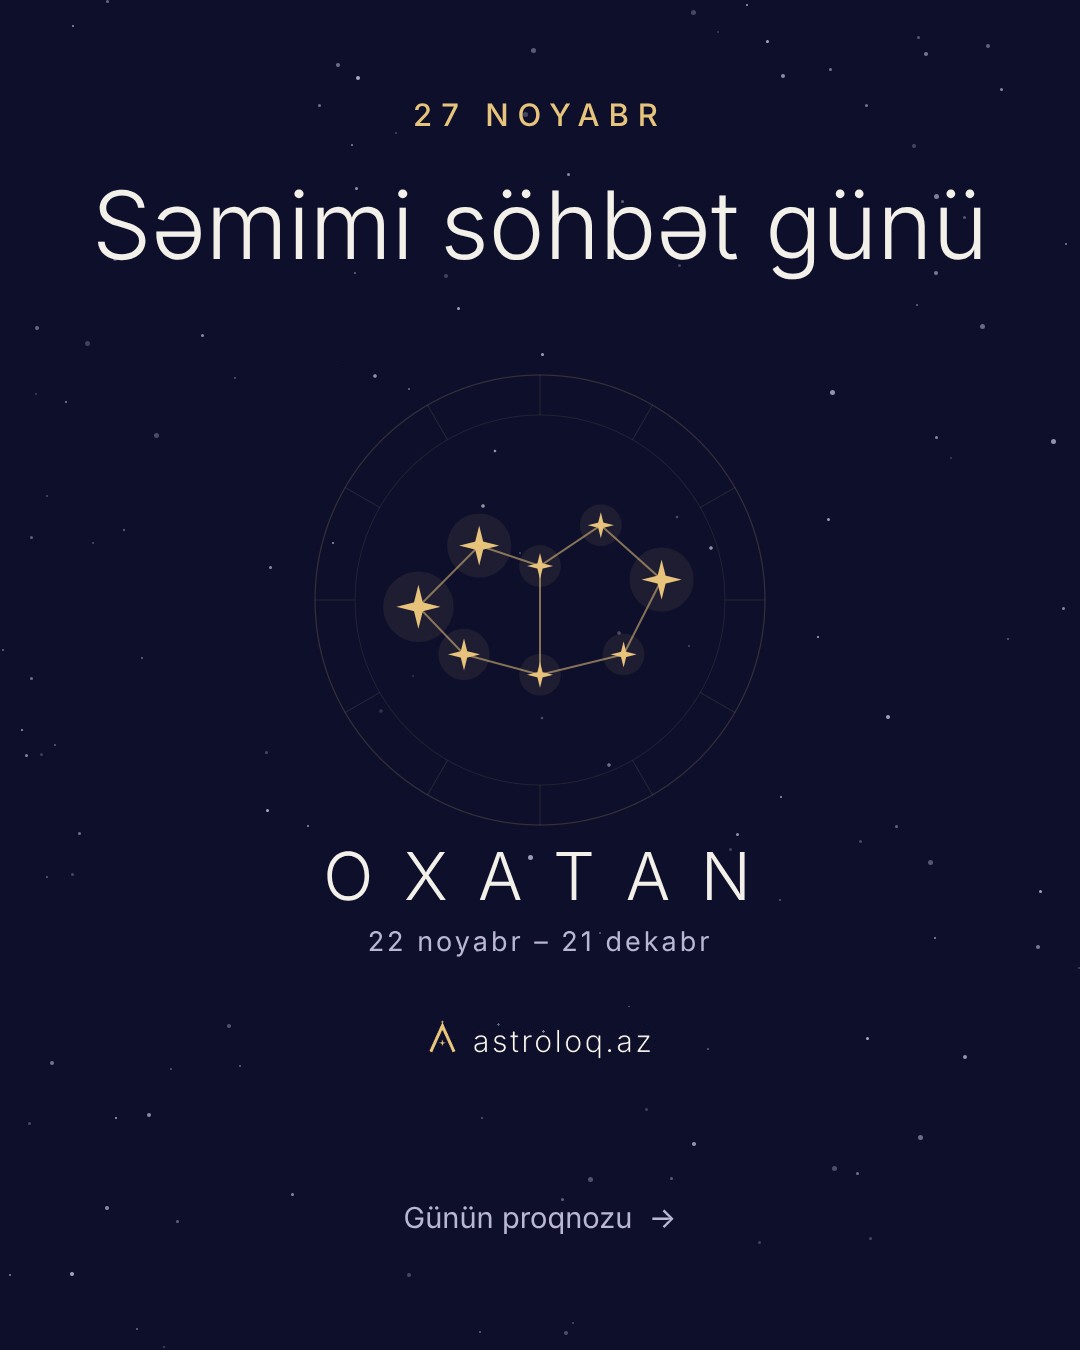 27 NOYABR
Səmimi söhbət günü
OXATAN
22 noyabr – 21 dekabr
astroloq.az
Günün proqnozu →